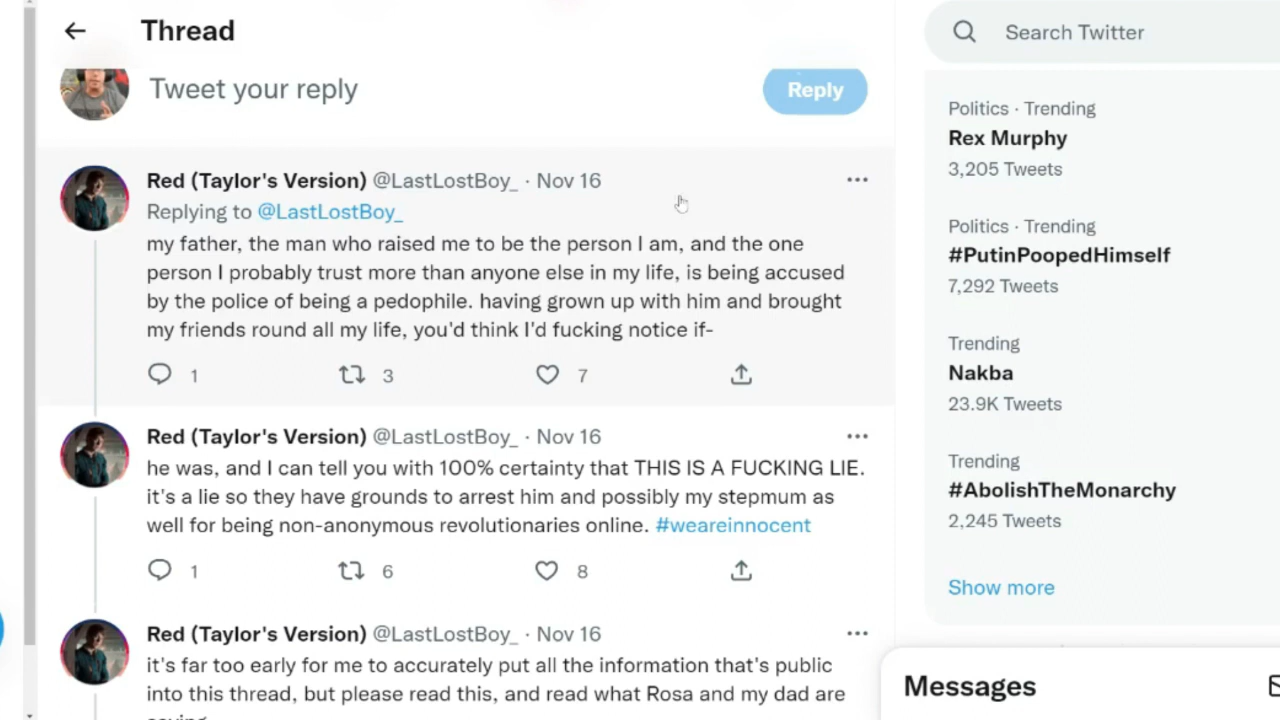 Thread
Tweet your reply
Reply
Red (Taylor's Version) @LastLostBoy_ · Nov 16
Replying to @LastLostBoy_
my father, the man who raised me to be the person I am, and the one
person I probably trust more than anyone else in my life, is being accused
by the police of being a pedophile. having grown up with him and brought
my friends round all my life, you'd think I'd fucking notice if-
1 3 7
Red (Taylor's Version) @LastLostBoy_ · Nov 16
he was, and I can tell you with 100% certainty that THIS IS A FUCKING LIE.
it's a lie so they have grounds to arrest him and possibly my stepmum as
well for being non-anonymous revolutionaries online. #weareinnocent
1 6 8
Red (Taylor's Version) @LastLostBoy_ · Nov 16
it's far too early for me to accurately put all the information that's public
into this thread, but please read this, and read what Rosa and my dad are
Search Twitter
Politics · Trending
Rex Murphy
3,205 Tweets
Politics · Trending
#PutinPoopedHimself
7,292 Tweets
Trending
Nakba
23.9K Tweets
Trending
#AbolishTheMonarchy
2,245 Tweets
Show more
Messages